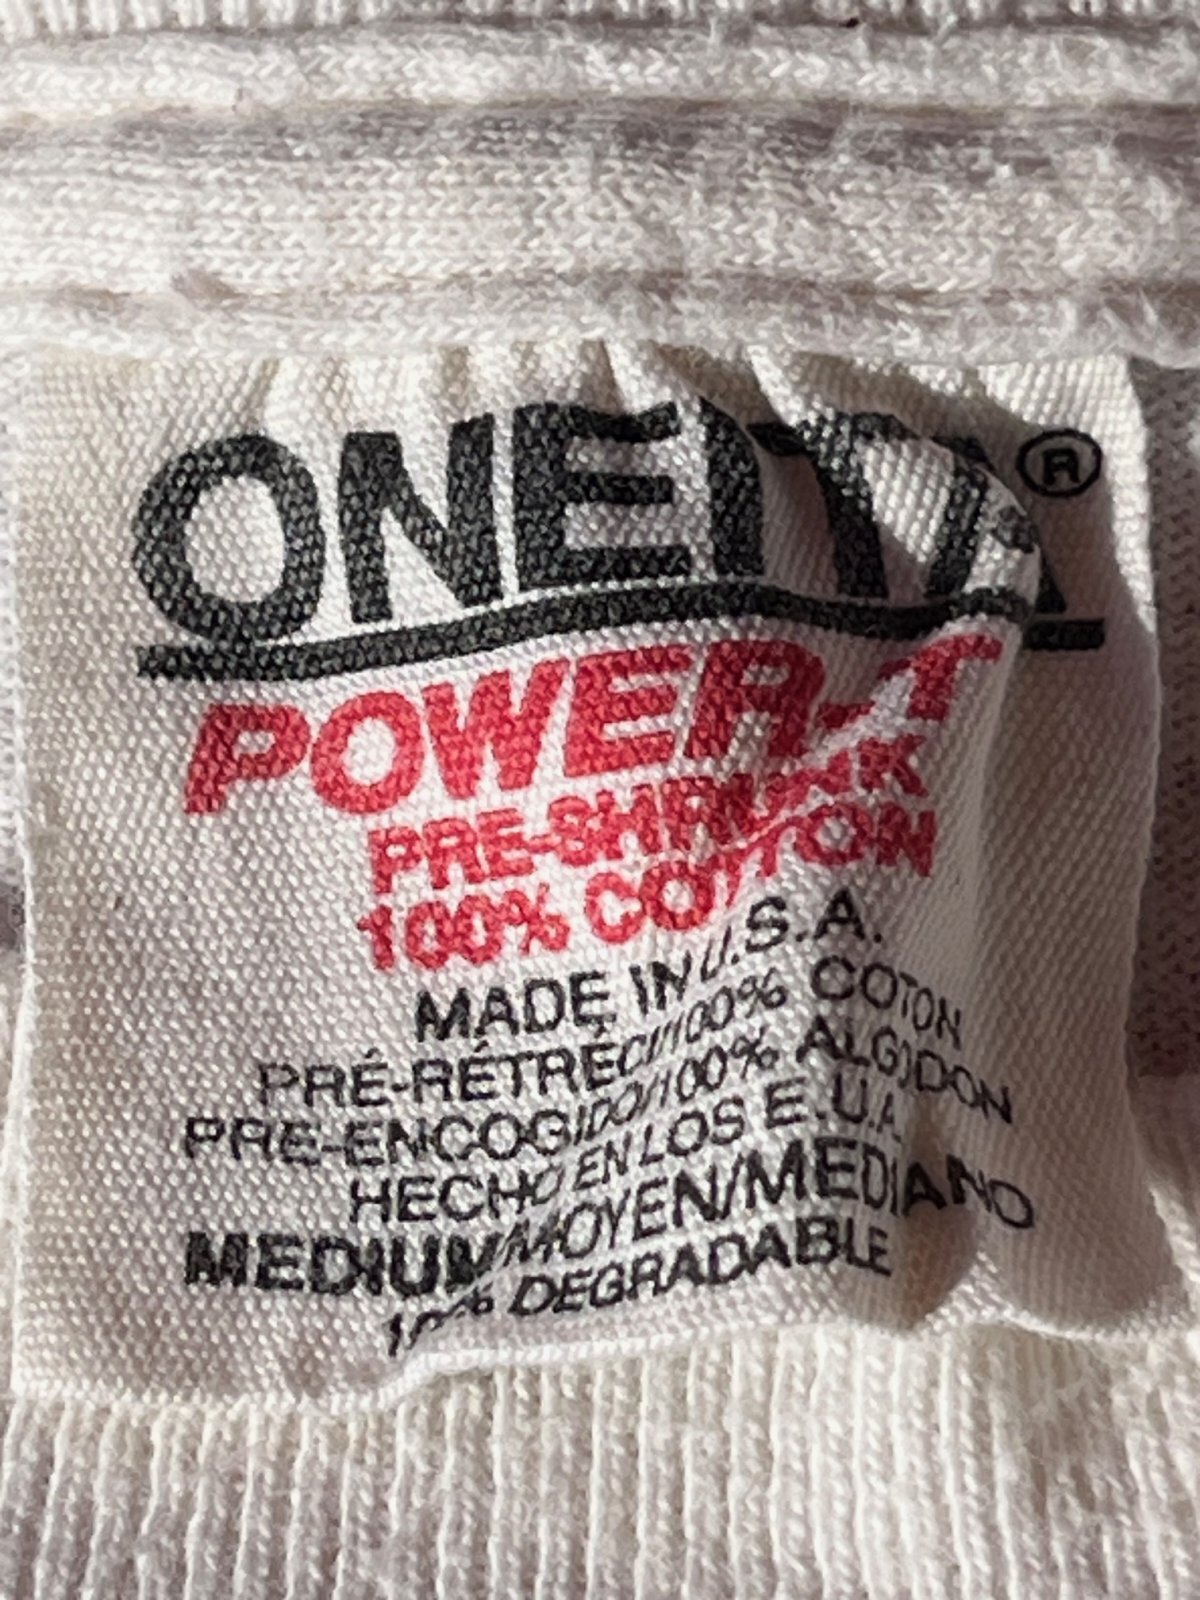 ONEITA®
POWER-T
PRE-SHRUNK
100% COTTON
MADE IN U.S.A.
PRÉ-RÉTRÉCI/100% COTON
PRE-ENCOGIDO/100% ALGODON
HECHO EN LOS E.U.A.
MEDIUM/MOYEN/MEDIANO
100% DEGRADABLE